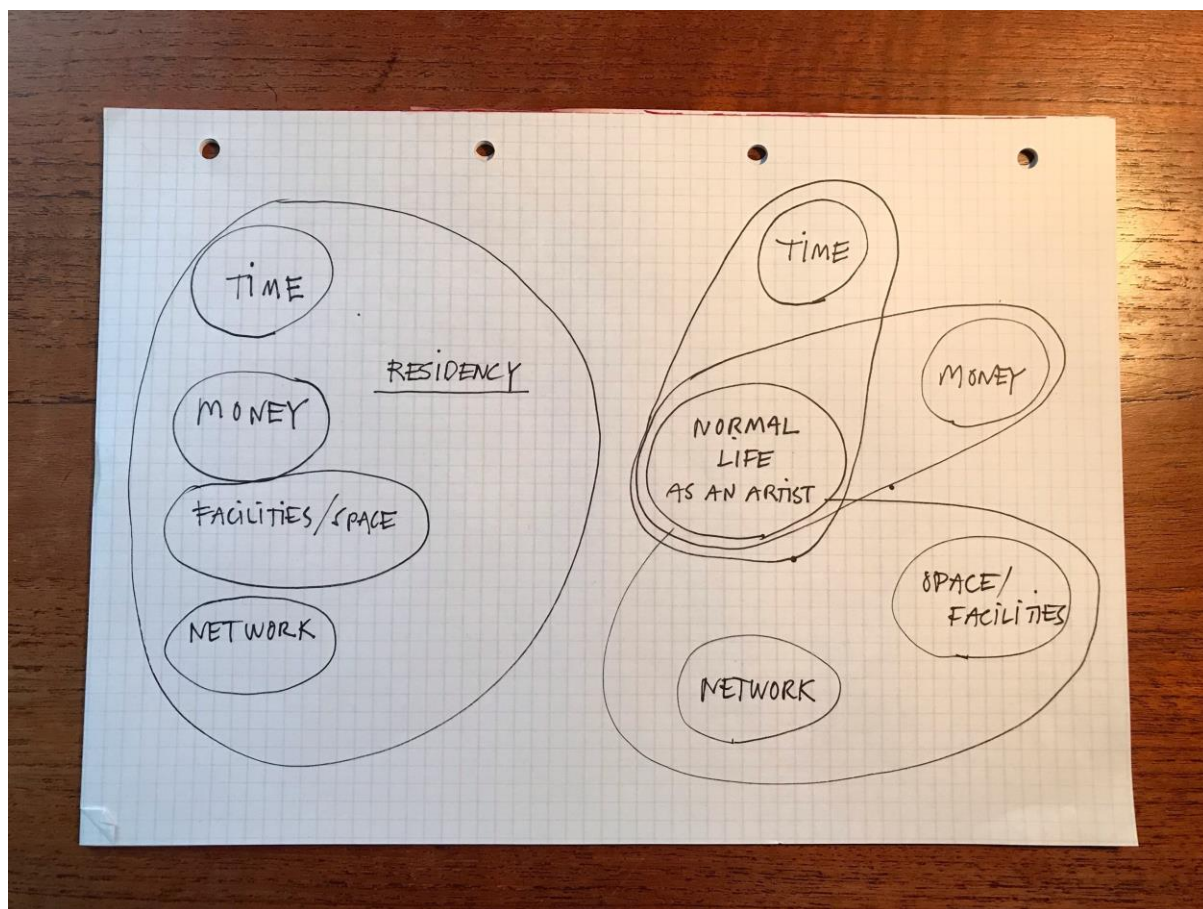 TIME
RESIDENCY
MONEY
FACILITIES/SPACE
NETWORK
TIME
MONEY
NORMAL
LIFE
AS AN ARTIST
SPACE/
FACILITIES
NETWORK